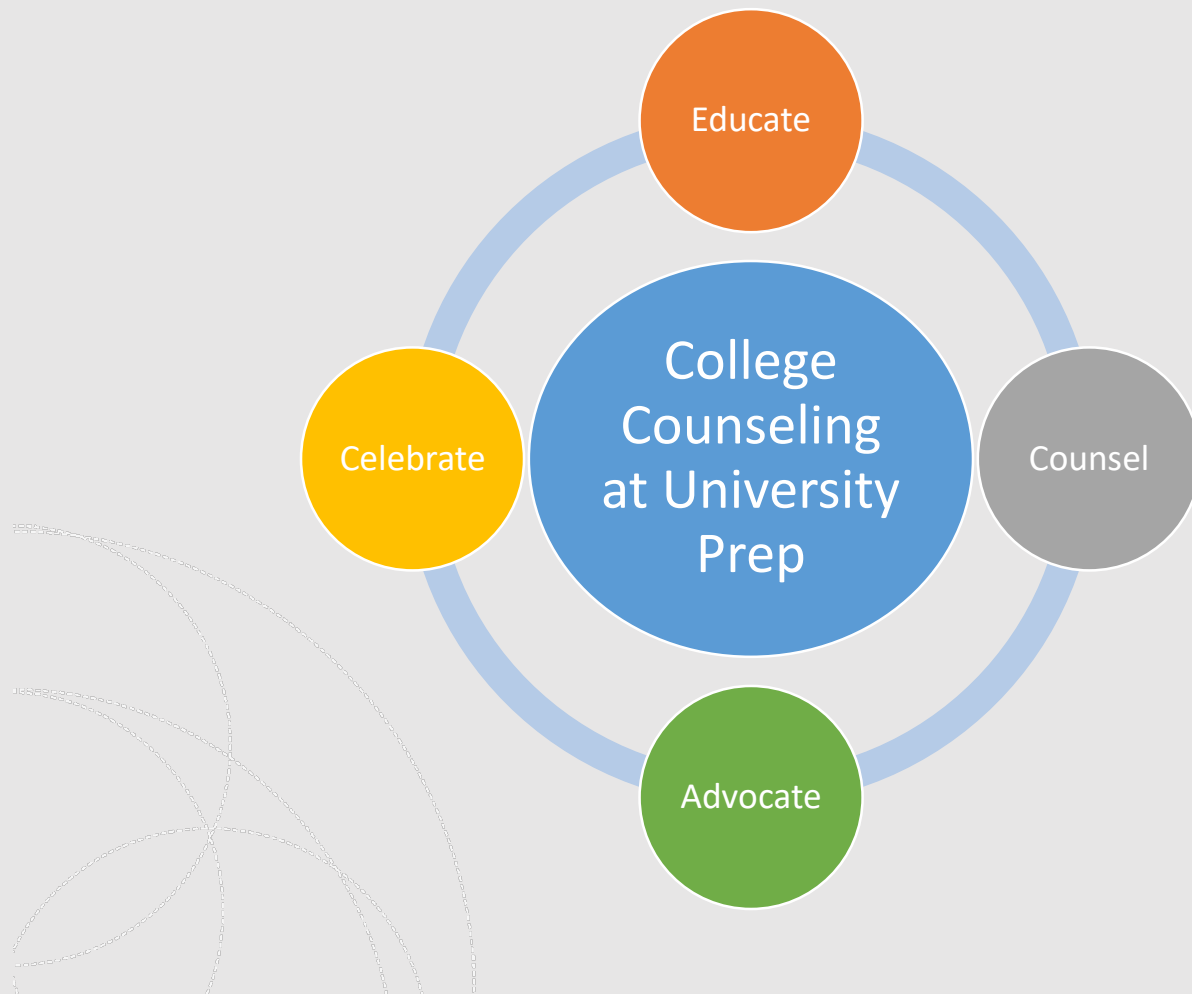 Educate
College
Counseling
at University
Prep
Celebrate
Counsel
Advocate